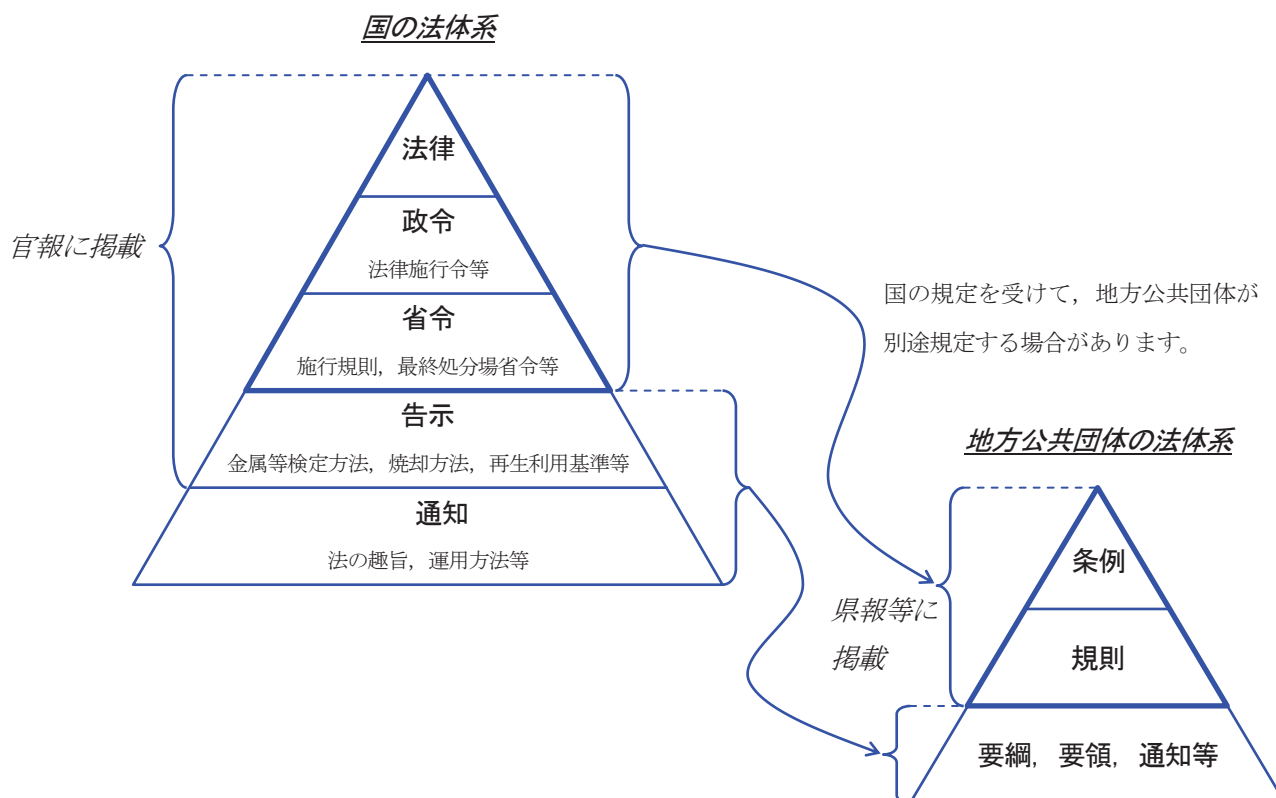 国の法体系
法律
政令
法律施行令等
省令
施行規則，最終処分場省令等
告示
金属等検定方法，焼却方法，再生利用基準等
通知
法の趣旨，運用方法等
官報に掲載
国の規定を受けて，地方公共団体が
別途規定する場合があります。
地方公共団体の法体系
条例
規則
要綱，要領，通知等
県報等に
掲載